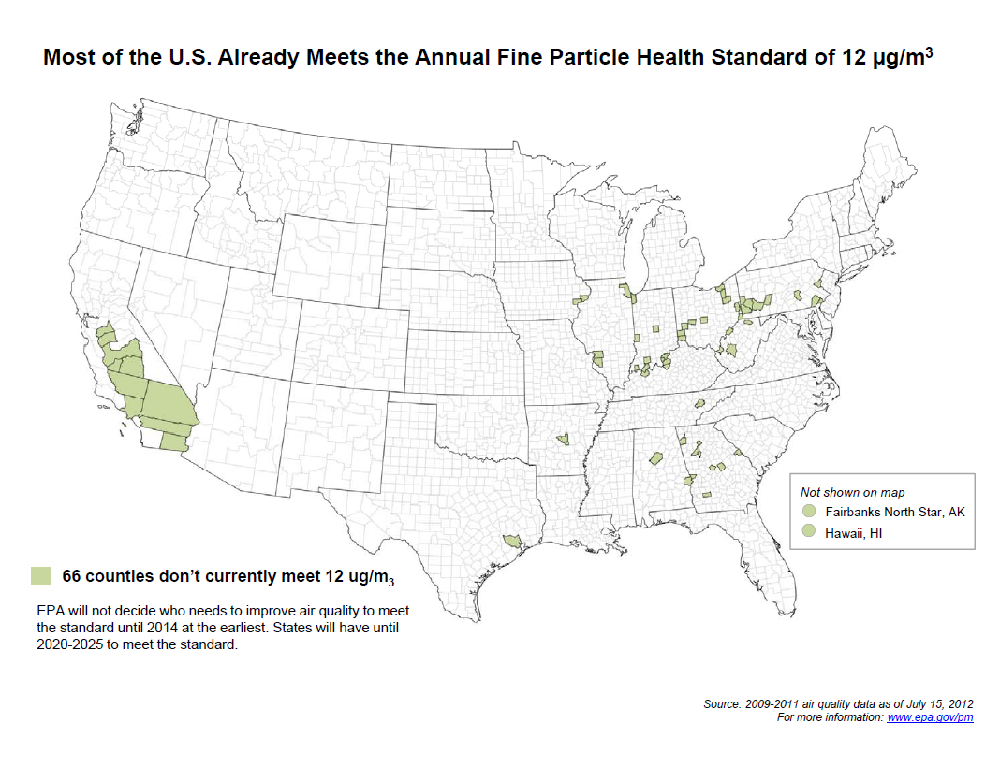 Most of the U.S. Already Meets the Annual Fine Particle Health Standard of 12 µg/m³
Not shown on map
Fairbanks North Star, AK
Hawaii, HI
66 counties don’t currently meet 12 ug/m₃
EPA will not decide who needs to improve air quality to meet
the standard until 2014 at the earliest. States will have until
2020-2025 to meet the standard.
Source: 2009-2011 air quality data as of July 15, 2012
For more information: www.epa.gov/pm